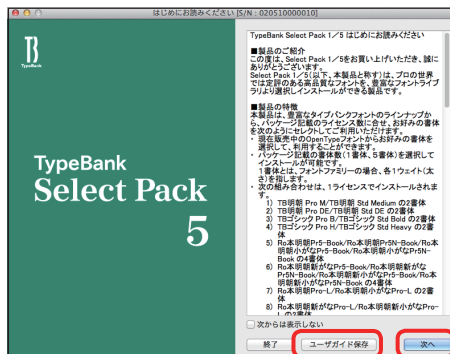 はじめにお読みください [S/N : 020510000010]
TB
TypeBank
TypeBank
Select Pack
5
TypeBank Select Pack 1／5 はじめにお読みください
■製品のご紹介
この度は、Select Pack 1／5をお買い上げいただき、誠に
ありがとうございます。
Select Pack 1／5(以下、本製品と称す)は、プロの世界
では定評のある高品質なフォントを、豊富なフォントライブ
ラリより選択しインストールができる製品です。
■製品の特徴
本製品は、豊富なタイプバンクフォントのラインナップか
ら、パッケージ記載のライセンス数に合せ、お好みの書体
を次のようにセレクトしてご利用いただけます。
・ 現在販売中のOpenTypeフォントからお好みの書体を
選択して、利用することができます。
・ パッケージ記載の書体数(1書体、5書体)を選択して
インストールが可能です。
1書体とは、フォントファミリーの場合、各1ウェイト(太
さ)を指します。
・ 次の組み合わせは、1ライセンスでインストールされま
す。
1) TB明朝 Pro M/TB明朝 Std Medium の2書体
2) TB明朝 Pro DE/TB明朝 Std DE の2書体
3) TBゴシック Pro B/TBゴシック Std Bold の2書体
4) TBゴシック Pro H/TBゴシック Std Heavy の2書
体
5) Ro本明朝Pr5-Book/Ro本明朝Pr5N-Book/Ro本
明朝小がなPr5-Book/Ro本明朝小がなPr5N-
Book の4書体
6) Ro本明朝新がなPr5-Book/Ro本明朝新がな
Pr5N-Book/Ro本明朝新小がなPr5-Book/Ro本
明朝新小がなPr5N-Bookの4書体
7) Ro本明朝Pro-L/Ro本明朝小がなPro-L の2書
体
8) Ro本明朝新がなPro-L/Ro本明朝新小がなPro-
L の2書体
次からは表示しない
終了
ユーザガイド保存
次へ